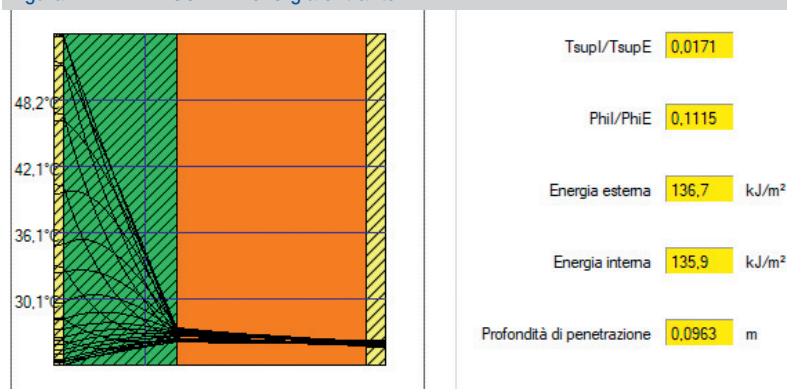 48,2°C
42,1°C
36,1°C
30,1°C
TsupI/TsupE 0,0171
PhiI/PhiE 0,1115
Energia esterna 136,7 kJ/m²
Energia interna 135,9 kJ/m²
Profondità di penetrazione 0,0963 m